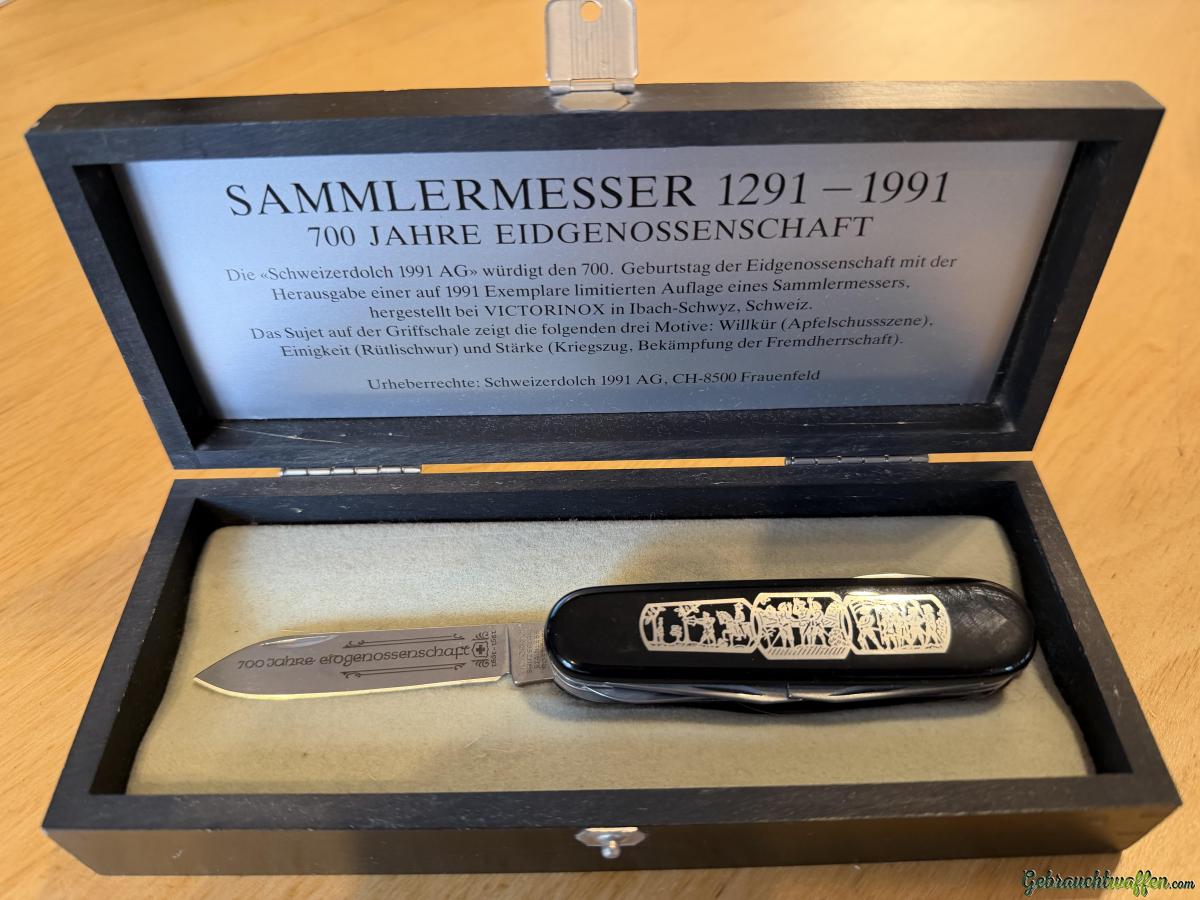 SAMMLERMESSER 1291 – 1991
700 JAHRE EIDGENOSSENSCHAFT
Die «Schweizerdolch 1991 AG» würdigt den 700. Geburtstag der Eidgenossenschaft mit der
Herausgabe einer auf 1991 Exemplare limitierten Auflage eines Sammlermessers,
hergestellt bei VICTORINOX in Ibach-Schwyz, Schweiz.
Das Sujet auf der Griffschale zeigt die folgenden drei Motive: Willkür (Apfelschussszene),
Einigkeit (Rütlischwur) und Stärke (Kriegszug, Bekämpfung der Fremdherrschaft).
Urheberrechte: Schweizerdolch 1991 AG, CH-8500 Frauenfeld
700 Jahre eidgenossenschaft
Gebrauchtwaffen.com